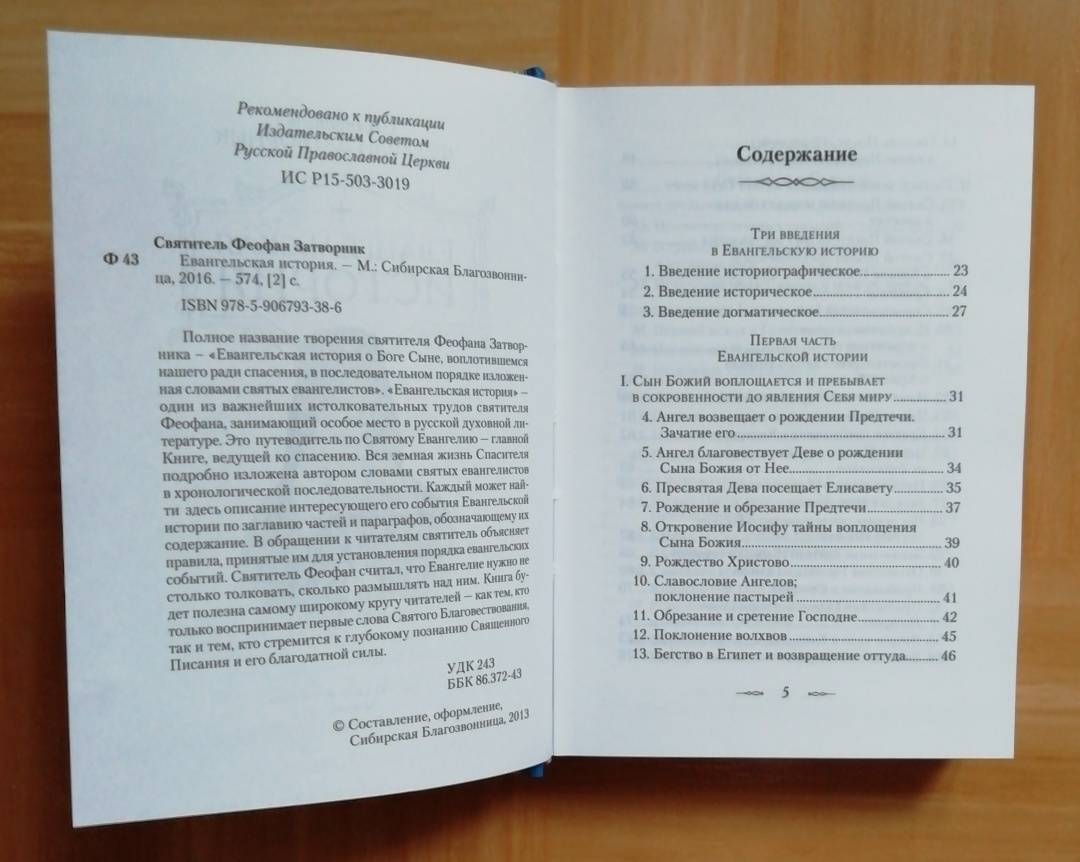 Рекомендовано к публикации
Издательским Советом
Русской Православной Церкви
ИС Р15-503-3019
Святитель Феофан Затворник
Ф 43
Евангельская история. – М.: Сибирская Благозвонни-
ца, 2016. – 574, [2] с.
ISBN 978-5-906793-38-6
Полное название творения святителя Феофана Затвор-
ника – «Евангельская история о Боге Сыне, воплотившемся
нашего ради спасения, в последовательном порядке изложен-
ная словами святых евангелистов». «Евангельская история» –
один из важнейших истолковательных трудов святителя
Феофана, занимающий особое место в русской духовной ли-
тературе. Это путеводитель по Святому Евангелию – главной
Книге, ведущей ко спасению. Вся земная жизнь Спасителя
подробно изложена автором словами святых евангелистов
в хронологической последовательности. Каждый может най-
ти здесь описание интересующего его события Евангельской
истории по заглавию частей и параграфов, обозначающему их
содержание. В обращении к читателям святитель объясняет
правила, принятые им для установления порядка евангельских
событий. Святитель Феофан считал, что Евангелие нужно не
столько толковать, сколько размышлять над ним. Книга бу-
дет полезна самому широкому кругу читателей – как тем, кто
только воспринимает первые слова Святого Благовествования,
так и тем, кто стремится к глубокому познанию Священного
Писания и его благодатной силы.
УДК 243
ББК 86.372-43
© Составление, оформление,
Сибирская Благозвонница, 2013
Содержание
Три введения
в Евангельскую историю
1. Введение историографическое 23
2. Введение историческое 24
3. Введение догматическое 27
Первая часть
Евангельской истории
I. Сын Божий воплощается и пребывает
в сокровенности до явления Себя миру 31
4. Ангел возвещает о рождении Предтечи.
Зачатие его 31
5. Ангел благовествует Деве о рождении
Сына Божия от Нее 34
6. Пресвятая Дева посещает Елисавету 35
7. Рождение и обрезание Предтечи 37
8. Откровение Иосифу тайны воплощения
Сына Божия 39
9. Рождество Христово 40
10. Славословие Ангелов;
поклонение пастырей 41
11. Обрезание и сретение Господне 42
12. Поклонение волхвов 45
13. Бегство в Египет и возвращение оттуда 46
5